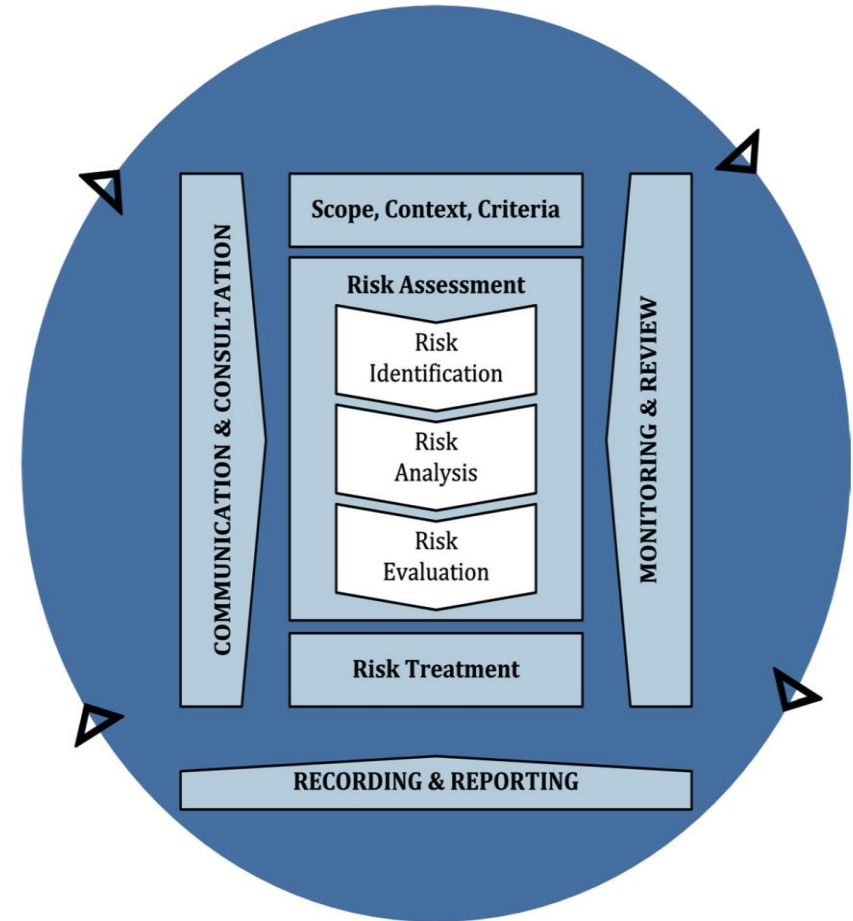 Scope, Context, Criteria
COMMUNICATION & CONSULTATION
Risk Assessment
Risk
Identification
Risk
Analysis
Risk
Evaluation
MONITORING & REVIEW
Risk Treatment
RECORDING & REPORTING